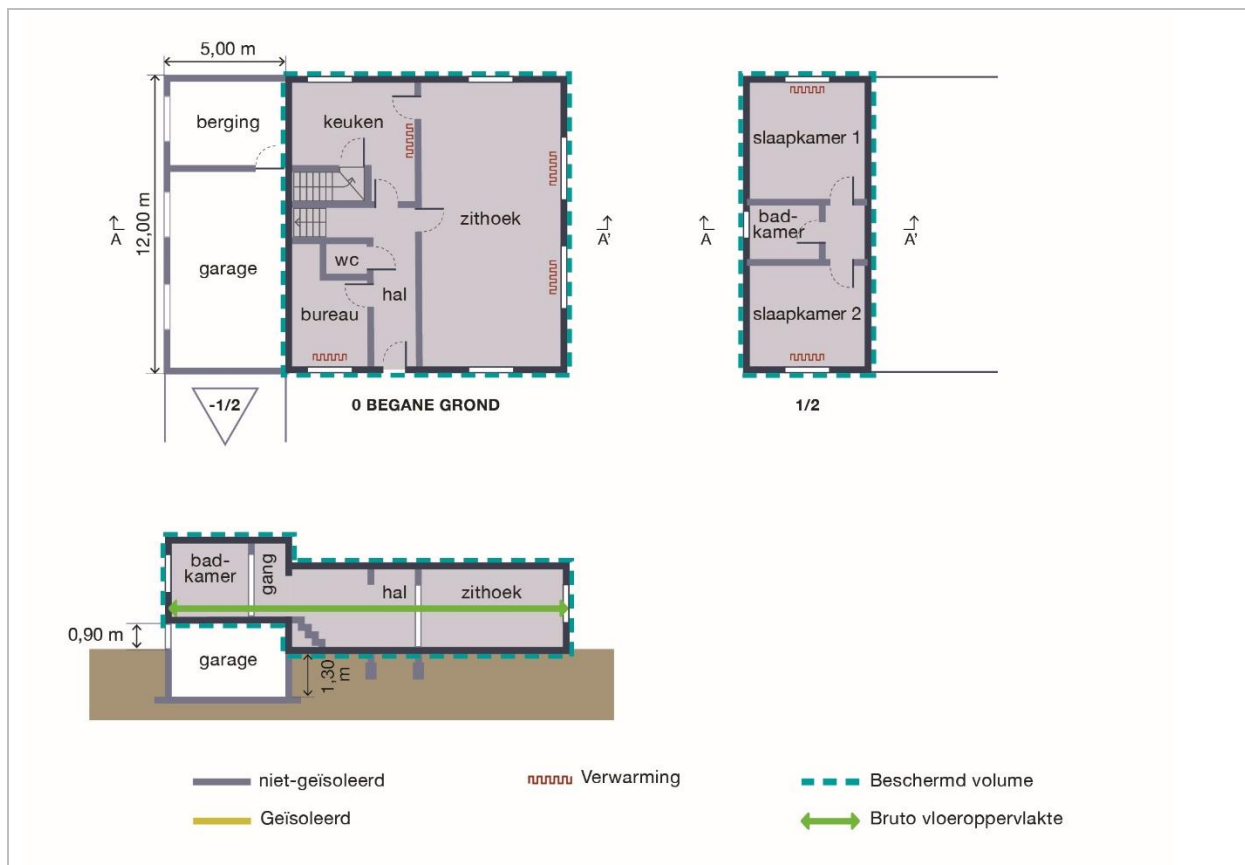 5,00 m
12,00 m
berging
keuken
garage
wc
hal
bureau
zithoek
A
A'
-1/2
0 BEGANE GROND
slaapkamer 1
bad-
kamer
slaapkamer 2
A
A'
1/2
bad-
kamer
gang
hal
zithoek
0,90 m
garage
1,30
m
niet-geïsoleerd
Verwarming
Beschermd volume
Geïsoleerd
Bruto vloeroppervlakte